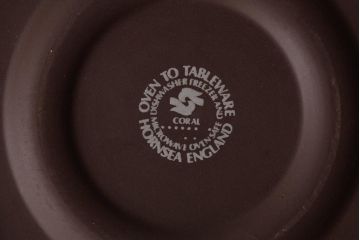 OVEN TO TABLEWARE
DISHWASHER FREEZER AND
CORAL
MICROWAVE OVEN SAFE
HORNSEA ENGLAND